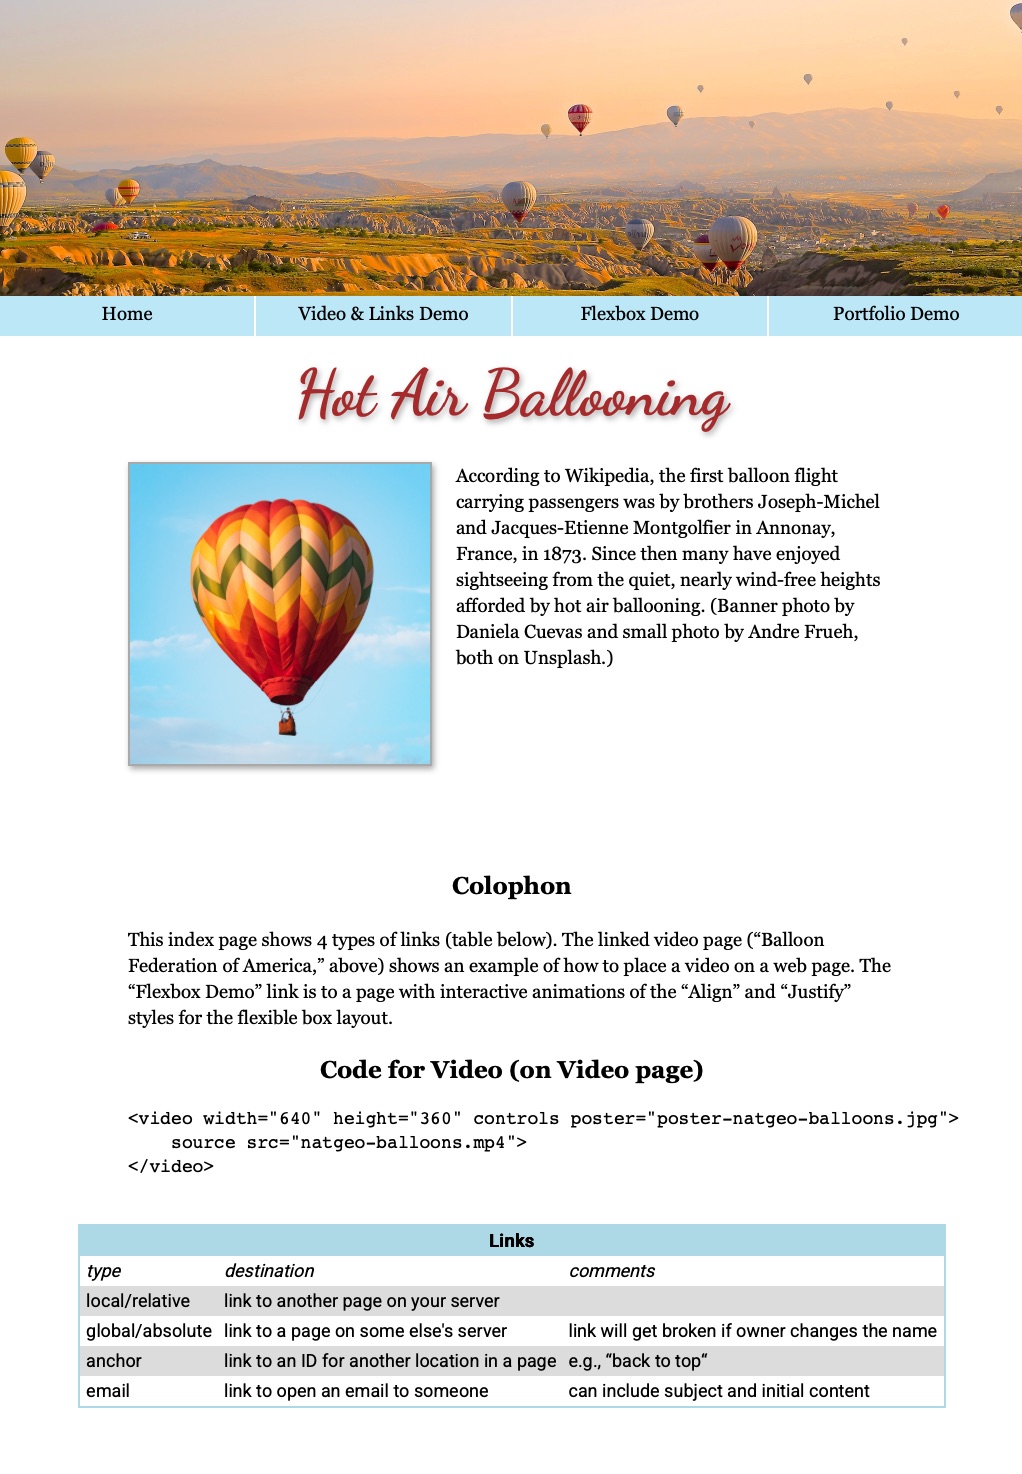 Home Video & Links Demo Flexbox Demo Portfolio Demo
Hot Air Ballooning
According to Wikipedia, the first balloon flight
carrying passengers was by brothers Joseph-Michel
and Jacques-Etienne Montgolfier in Annonay,
France, in 1873. Since then many have enjoyed
sightseeing from the quiet, nearly wind-free heights
afforded by hot air ballooning. (Banner photo by
Daniela Cuevas and small photo by Andre Frueh,
both on Unsplash.)
Colophon
This index page shows 4 types of links (table below). The linked video page (“Balloon
Federation of America,” above) shows an example of how to place a video on a web page. The
“Flexbox Demo” link is to a page with interactive animations of the “Align” and “Justify”
styles for the flexible box layout.
Code for Video (on Video page)
<video width="640" height="360" controls poster="poster-natgeo-balloons.jpg">
    source src="natgeo-balloons.mp4">
</video>
Links
type destination comments
local/relative link to another page on your server
global/absolute link to a page on some else's server link will get broken if owner changes the name
anchor link to an ID for another location in a page e.g., “back to top“
email link to open an email to someone can include subject and initial content